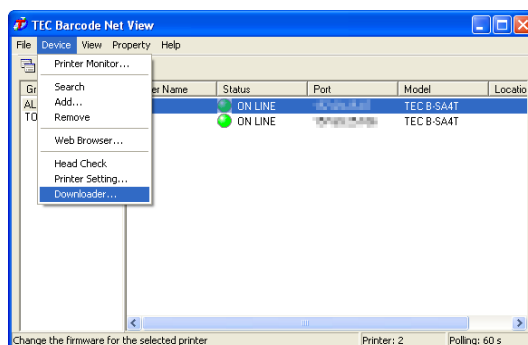 TEC Barcode Net View
File Device View Property Help
Printer Monitor...
Search
Add...
Remove
Web Browser...
Head Check
Printer Setting...
Downloader...
Gr er Name Status Port Model Locatio
AL ON LINE TEC B-SA4T
TO ON LINE TEC B-SA4T
Change the firmware for the selected printer Printer: 2 Polling: 60 s